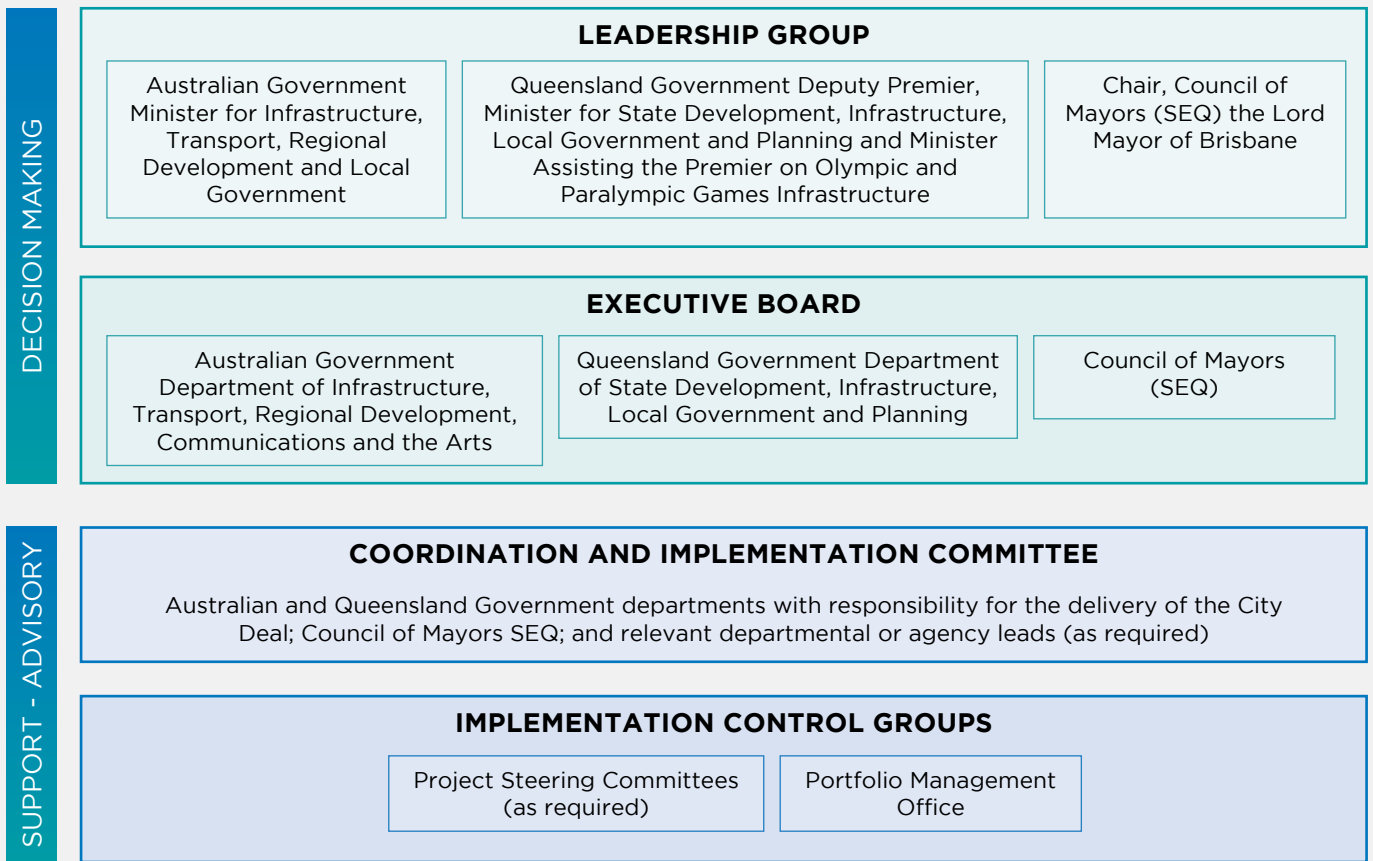 DECISION MAKING
LEADERSHIP GROUP
Australian Government
Minister for Infrastructure,
Transport, Regional
Development and Local
Government
Queensland Government Deputy Premier,
Minister for State Development, Infrastructure,
Local Government and Planning and Minister
Assisting the Premier on Olympic and
Paralympic Games Infrastructure
Chair, Council of
Mayors (SEQ) the Lord
Mayor of Brisbane
EXECUTIVE BOARD
Australian Government
Department of Infrastructure,
Transport, Regional Development,
Communications and the Arts
Queensland Government Department
of State Development, Infrastructure,
Local Government and Planning
Council of Mayors
(SEQ)
SUPPORT - ADVISORY
COORDINATION AND IMPLEMENTATION COMMITTEE
Australian and Queensland Government departments with responsibility for the delivery of the City
Deal; Council of Mayors SEQ; and relevant departmental or agency leads (as required)
IMPLEMENTATION CONTROL GROUPS
Project Steering Committees
(as required)
Portfolio Management
Office